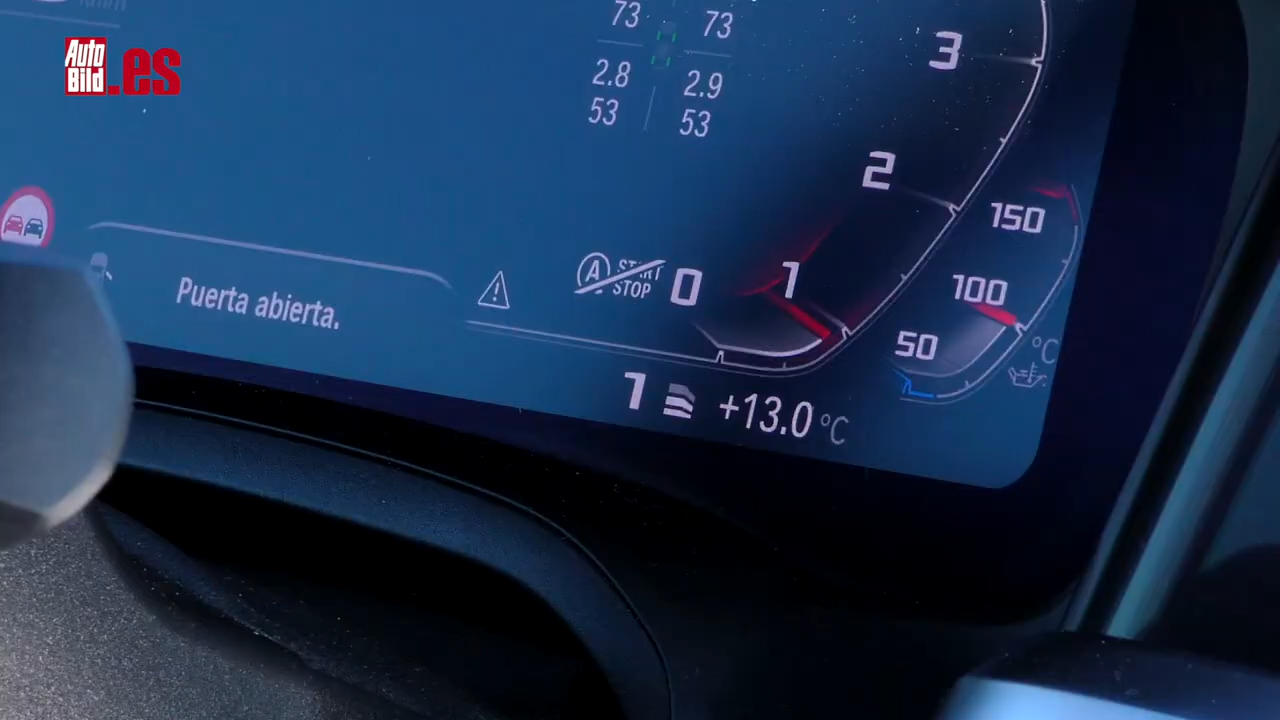 Auto
Bild
.es
73 73
2.8 2.9
53 53
3
2
1
0
150
100
50
°C
A START
STOP
Puerta abierta.
1 +13.0 °C